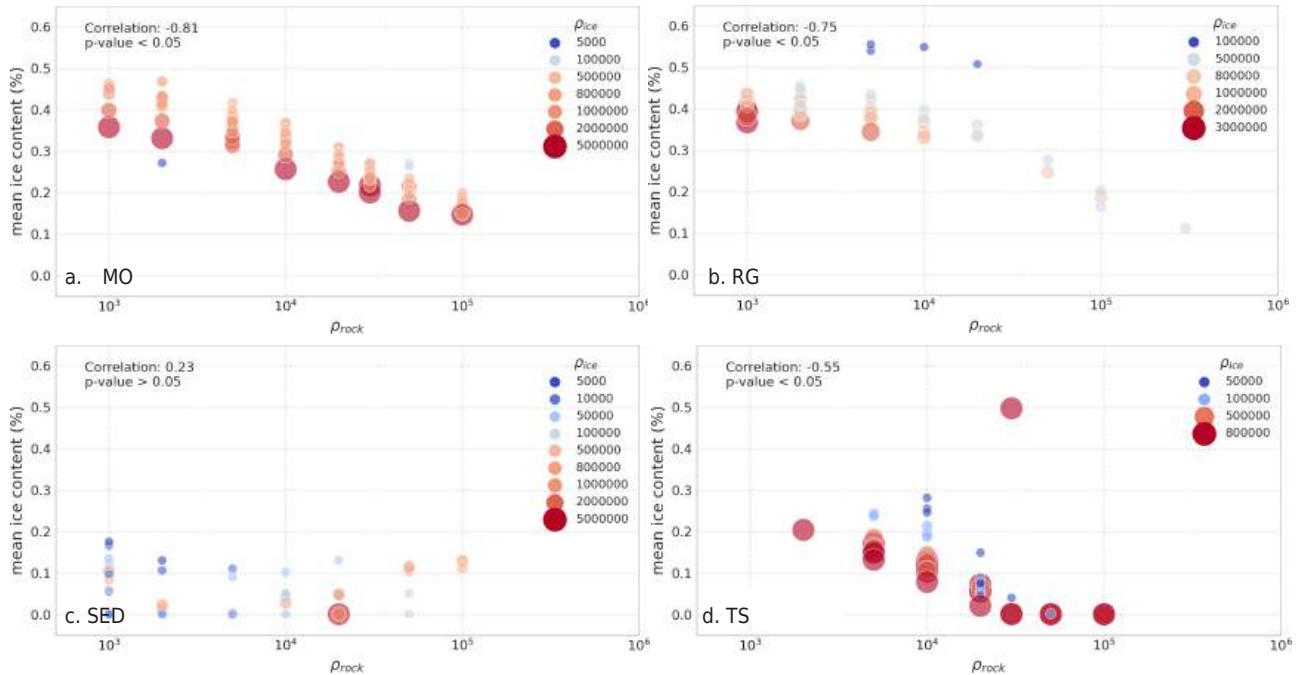 Correlation: -0.81
p-value < 0.05
ρice
5000
100000
500000
800000
1000000
2000000
5000000
mean ice content (%)
0.6
0.5
0.4
0.3
0.2
0.1
0.0
a. MO
10³
10⁴
10⁵
ρrock
Correlation: -0.75
p-value < 0.05
ρice
100000
500000
800000
1000000
2000000
3000000
mean ice content (%)
0.6
0.5
0.4
0.3
0.2
0.1
0.0
b. RG
10³
10⁴
10⁵
10⁶
ρrock
Correlation: 0.23
p-value > 0.05
ρice
5000
10000
50000
100000
500000
800000
1000000
2000000
5000000
mean ice content (%)
0.6
0.5
0.4
0.3
0.2
0.1
0.0
c. SED
10³
10⁴
10⁵
10⁶
ρrock
Correlation: -0.55
p-value < 0.05
ρice
50000
100000
500000
800000
mean ice content (%)
0.6
0.5
0.4
0.3
0.2
0.1
0.0
d. TS
10³
10⁴
10⁵
10⁶
ρrock